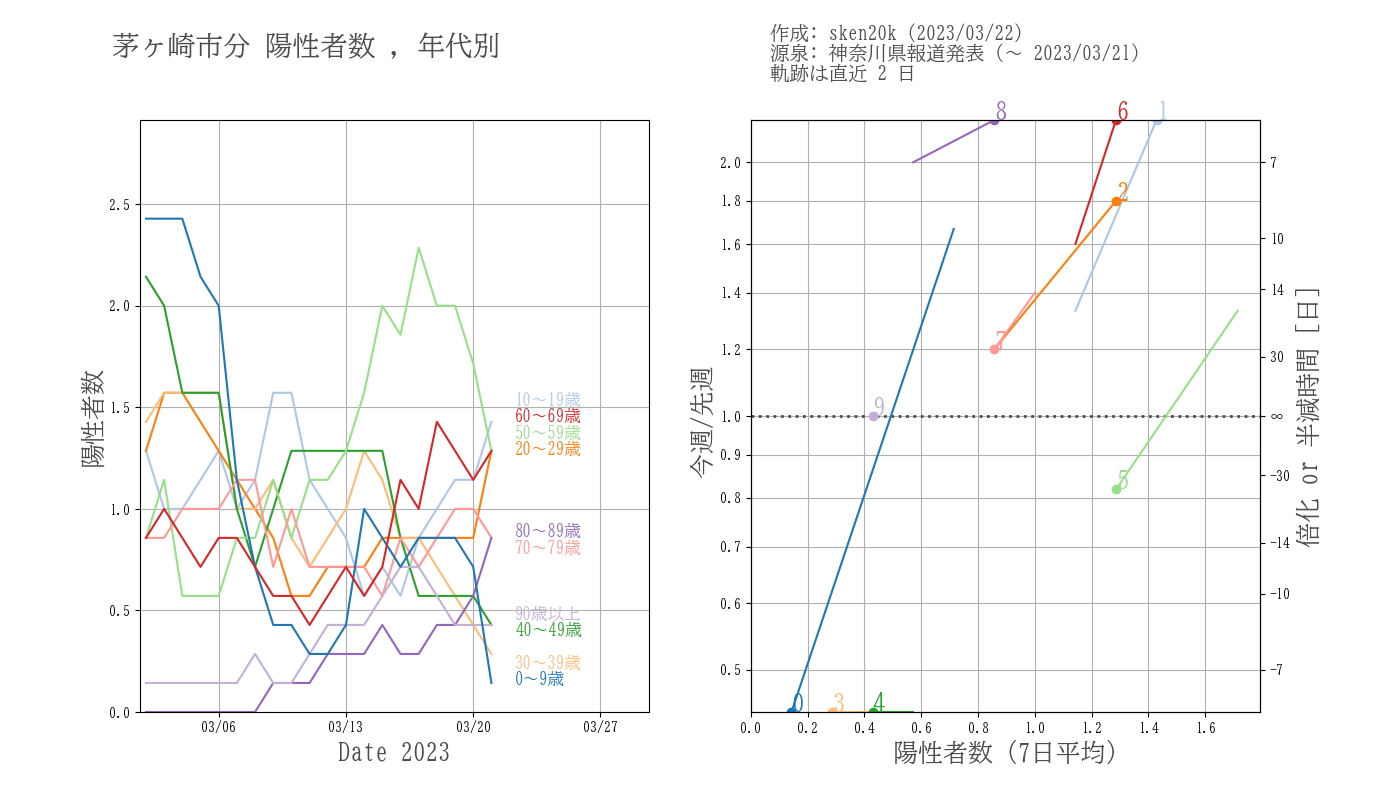 茅ヶ崎市分 陽性者数 , 年代別
作成: sken20k (2023/03/22)
源泉: 神奈川県報道発表 (〜 2023/03/21)
軌跡は直近 2 日
陽性者数
2.5
2.0
1.5
1.0
0.5
0.0
03/06
03/13
03/20
03/27
Date 2023
10〜19歳
60〜69歳
50〜59歳
20〜29歳
80〜89歳
70〜79歳
90歳以上
40〜49歳
30〜39歳
0〜9歳
今週/先週
2.0
1.8
1.6
1.4
1.2
1.0
0.9
0.8
0.7
0.6
0.5
8
6
1
2
7
9
5
0
3
4
0.0
0.2
0.4
0.6
0.8
1.0
1.2
1.4
1.6
陽性者数 (7日平均)
7
10
14
30
∞
−30
−14
−10
−7
倍化 or 半減時間 [日]